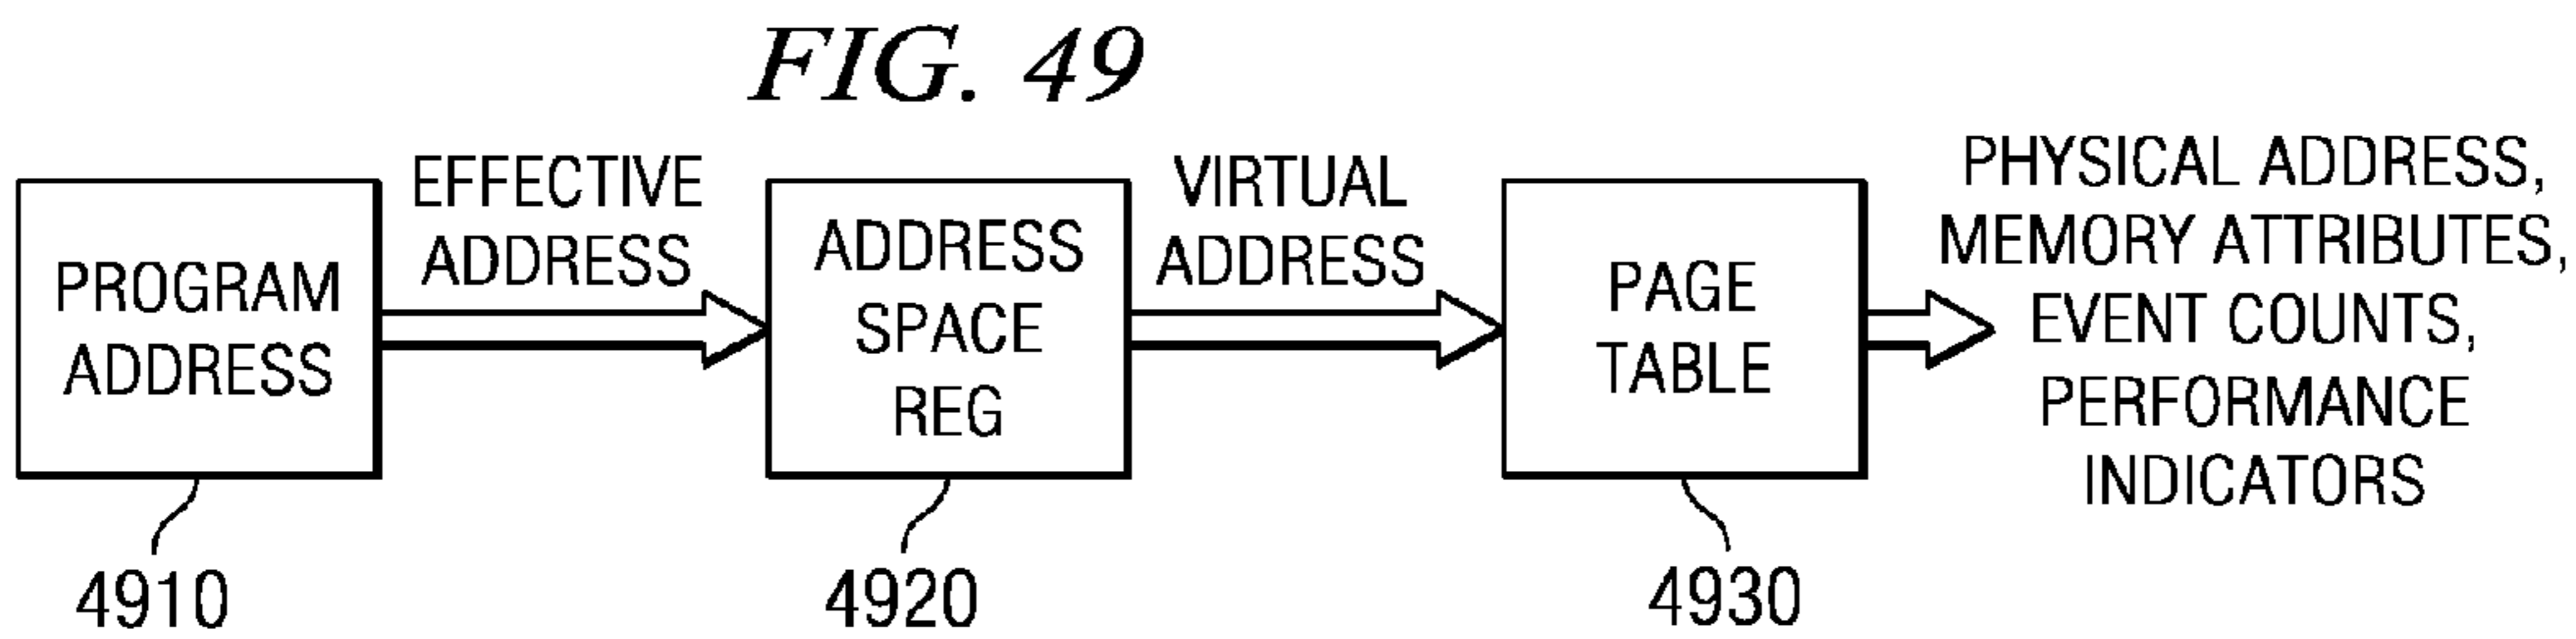 FIG. 49
PROGRAM
ADDRESS
EFFECTIVE
ADDRESS
ADDRESS
SPACE
REG
VIRTUAL
ADDRESS
PAGE
TABLE
PHYSICAL ADDRESS,
MEMORY ATTRIBUTES,
EVENT COUNTS,
PERFORMANCE
INDICATORS
4910
4920
4930